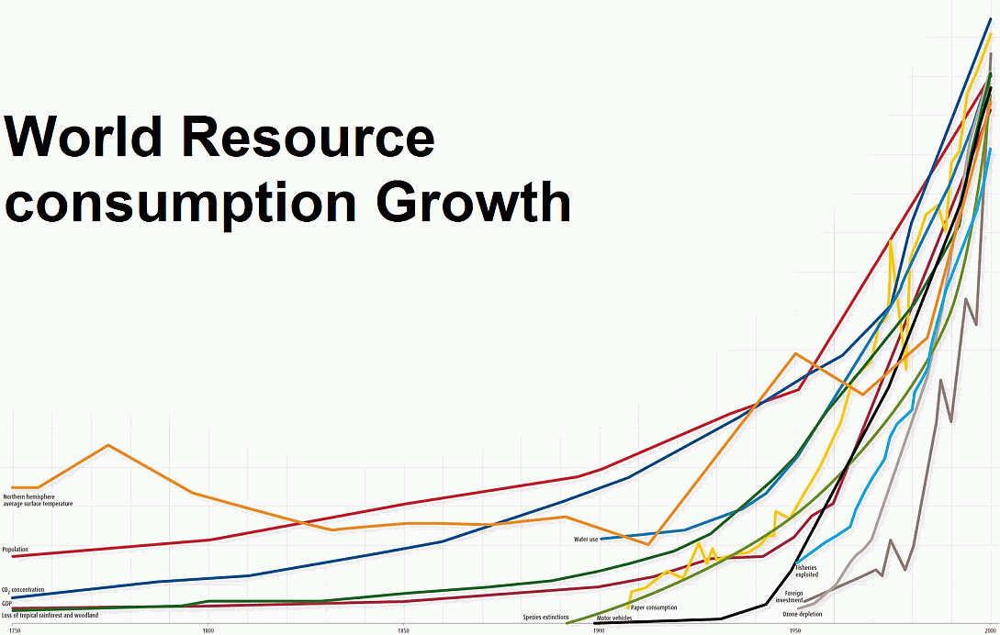 World Resource
consumption Growth
Northern hemisphere
average surface temperature
Population
CO2 concentration
GDP
Loss of tropical rainforest and woodland
Water use
Species extinctions
Paper consumption
Motor vehicles
Fisheries
exploited
Foreign
investment
Ozone depletion
1750
1800
1850
1900
1950
2000